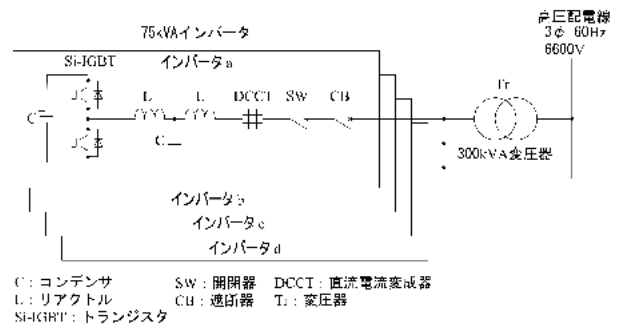 高圧配電線
3φ 60Hz
6600V
75kVAインバータ
インバータa
Si-IGBT
L
L
DCCT
SW
CB
Tr
C
C
300kVA変圧器
インバータb
インバータc
インバータd
C：コンデンサ
SW：開閉器
DCCT：直流電流変成器
L：リアクトル
CB：遮断器
Tr：変圧器
Si-IGBT：トランジスタ